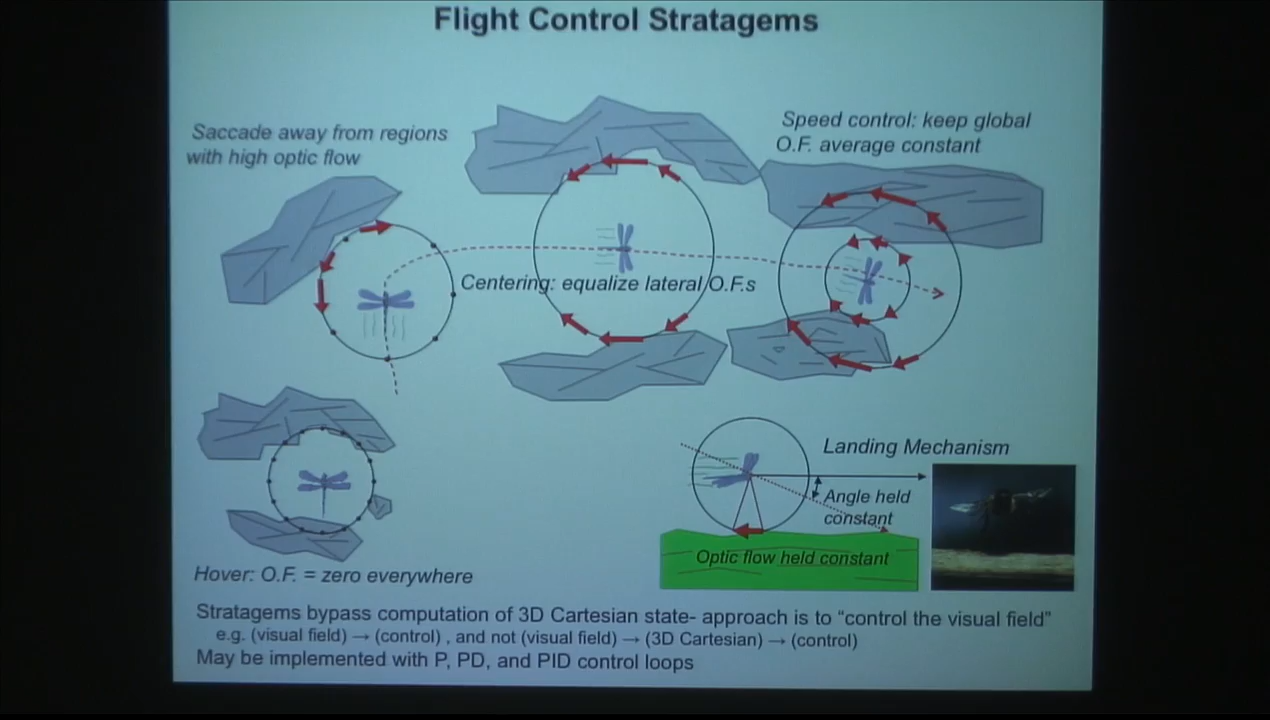 Flight Control Stratagems
Saccade away from regions
with high optic flow
Speed control: keep global
O.F. average constant
Centering: equalize lateral O.F.s
Hover: O.F. = zero everywhere
Landing Mechanism
Angle held
constant
Optic flow held constant
Stratagems bypass computation of 3D Cartesian state- approach is to “control the visual field”
e.g. (visual field) → (control) , and not (visual field) → (3D Cartesian) → (control)
May be implemented with P, PD, and PID control loops